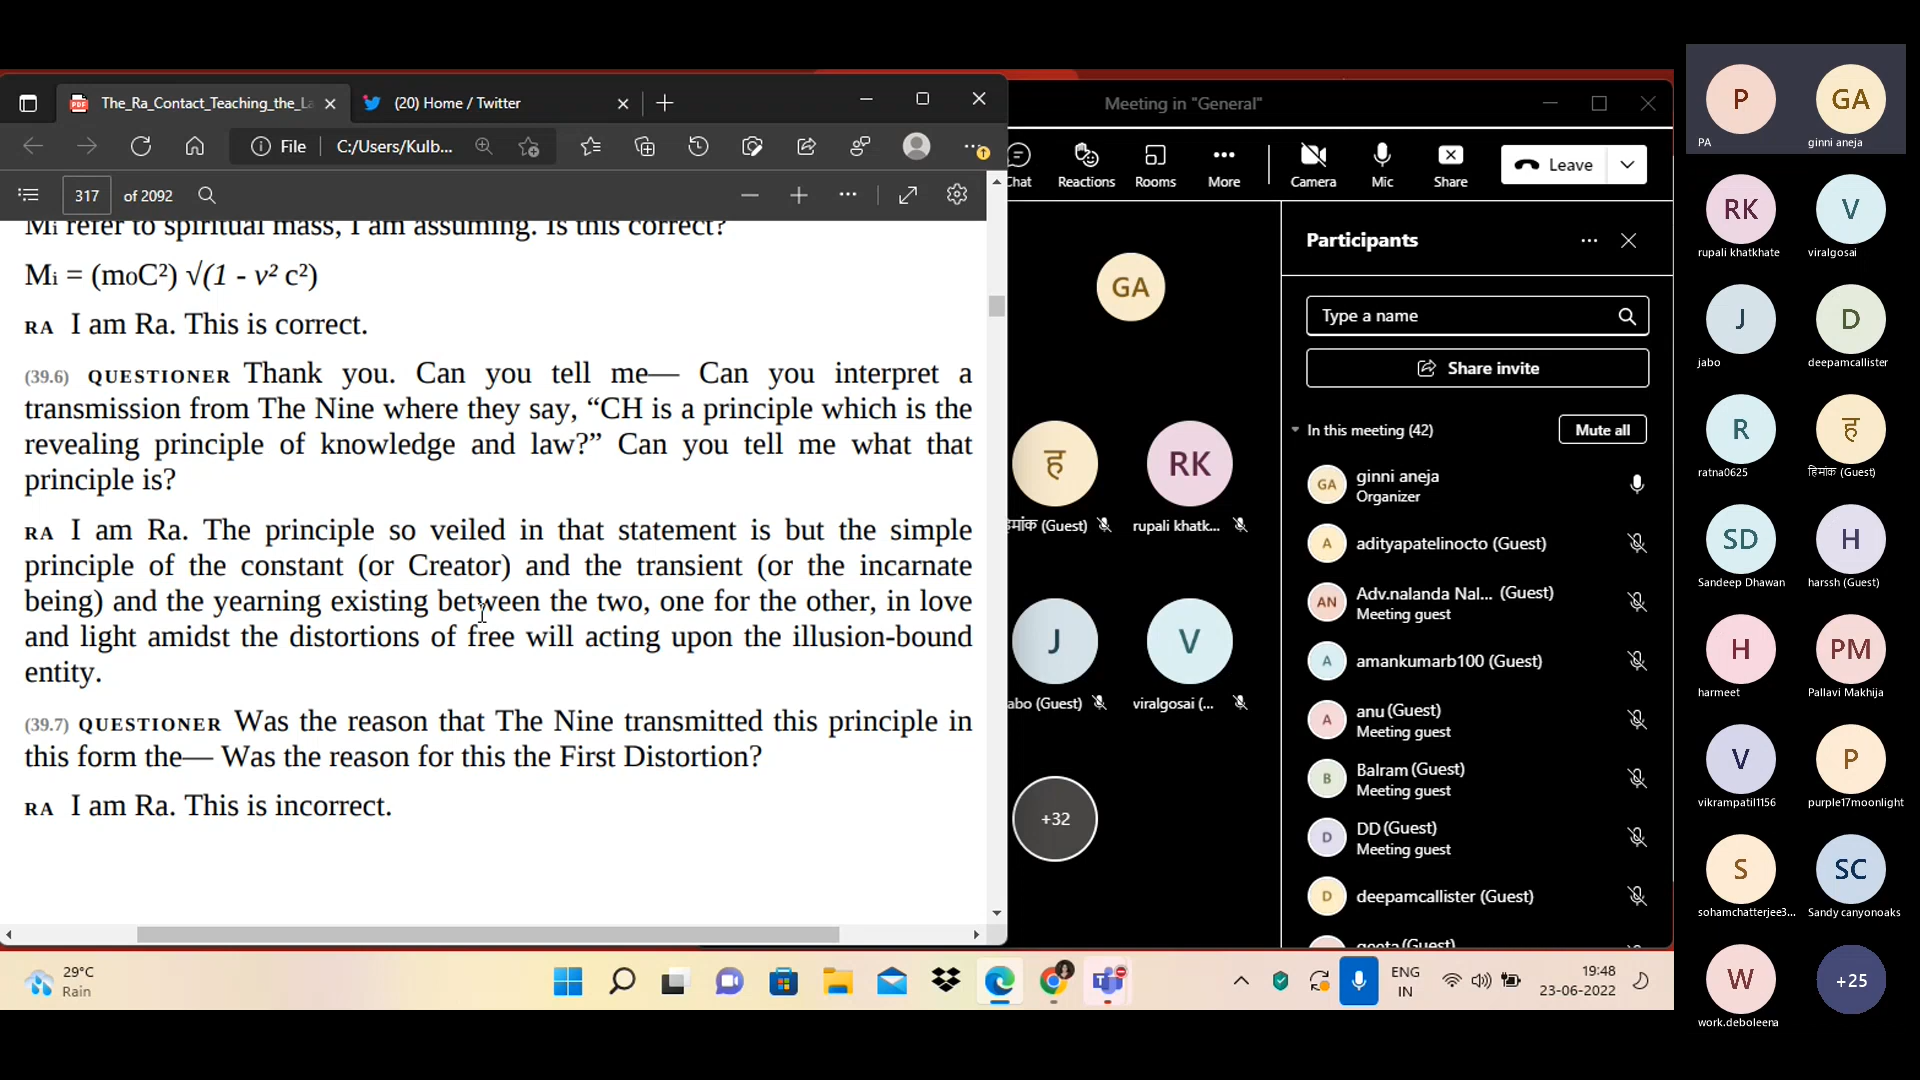 The_Ra_Contact_Teaching_the_La
(20) Home / Twitter
Meeting in "General"
File
C:/Users/Kulb...
317
of 2092
Mi refer to spiritual mass, I am assuming. Is this correct?
Mi = (m₀C²) √(1 - v² c²)
RA I am Ra. This is correct.
(39.6) QUESTIONER Thank you. Can you tell me— Can you interpret a
transmission from The Nine where they say, “CH is a principle which is the
revealing principle of knowledge and law?” Can you tell me what that
principle is?
RA I am Ra. The principle so veiled in that statement is but the simple
principle of the constant (or Creator) and the transient (or the incarnate
being) and the yearning existing between the two, one for the other, in love
and light amidst the distortions of free will acting upon the illusion-bound
entity.
(39.7) QUESTIONER Was the reason that The Nine transmitted this principle in
this form the— Was the reason for this the First Distortion?
RA I am Ra. This is incorrect.
Chat
Reactions
Rooms
More
Camera
Mic
Share
Leave
GA
ह
RK
हिमांक (Guest)
rupali khatk...
J
V
jabo (Guest)
viralgosai (...
+32
Participants
Type a name
Share invite
In this meeting (42)
Mute all
GA
ginni aneja
Organizer
A
adityapatelinocto (Guest)
AN
Adv.nalanda Nal... (Guest)
Meeting guest
A
amankumarb100 (Guest)
A
anu (Guest)
Meeting guest
B
Balram (Guest)
Meeting guest
D
DD (Guest)
Meeting guest
D
deepamcallister (Guest)
geeta (Guest)
P
GA
PA
ginni aneja
RK
V
rupali khatkhate
viralgosai
J
D
jabo
deepamcallister
R
ह
ratna0625
हिमांक (Guest)
SD
H
Sandeep Dhawan
harssh (Guest)
H
PM
harmeet
Pallavi Makhija
V
P
vikrampatil1156
purple17moonlight
S
SC
sohamchatterjee3...
Sandy canyonoaks
W
+25
work.deboleena
29°C
Rain
ENG
IN
19:48
23-06-2022